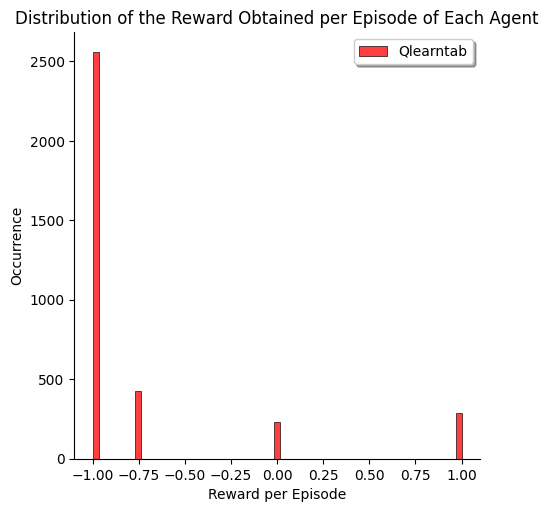 Distribution of the Reward Obtained per Episode of Each Agent
Qlearntab
2500
2000
1500
1000
500
0
Occurrence
−1.00 −0.75 −0.50 −0.25 0.00 0.25 0.50 0.75 1.00
Reward per Episode